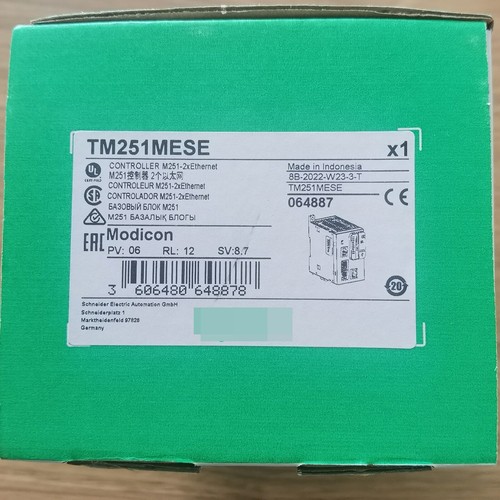 TM251MESE x1
CONTROLLER M251-2xEthernet
M251控制器 2个以太网
CONTROLEUR M251-2xEthernet
CONTROLADOR M251-2xEthernet
БАЗОВЫЙ БЛОК M251
M251 БАЗАЛЫҚ БЛОГЫ
Made in Indonesia
8B-2022-W23-3-T
TM251MESE
064887
UL
CE
EAC
Modicon
PV: 06 RL: 12 SV:8.7
3 606480 648878
20
Schneider Electric Automation GmbH
Schneiderplatz 1
Marktheidenfeld 97828
Germany